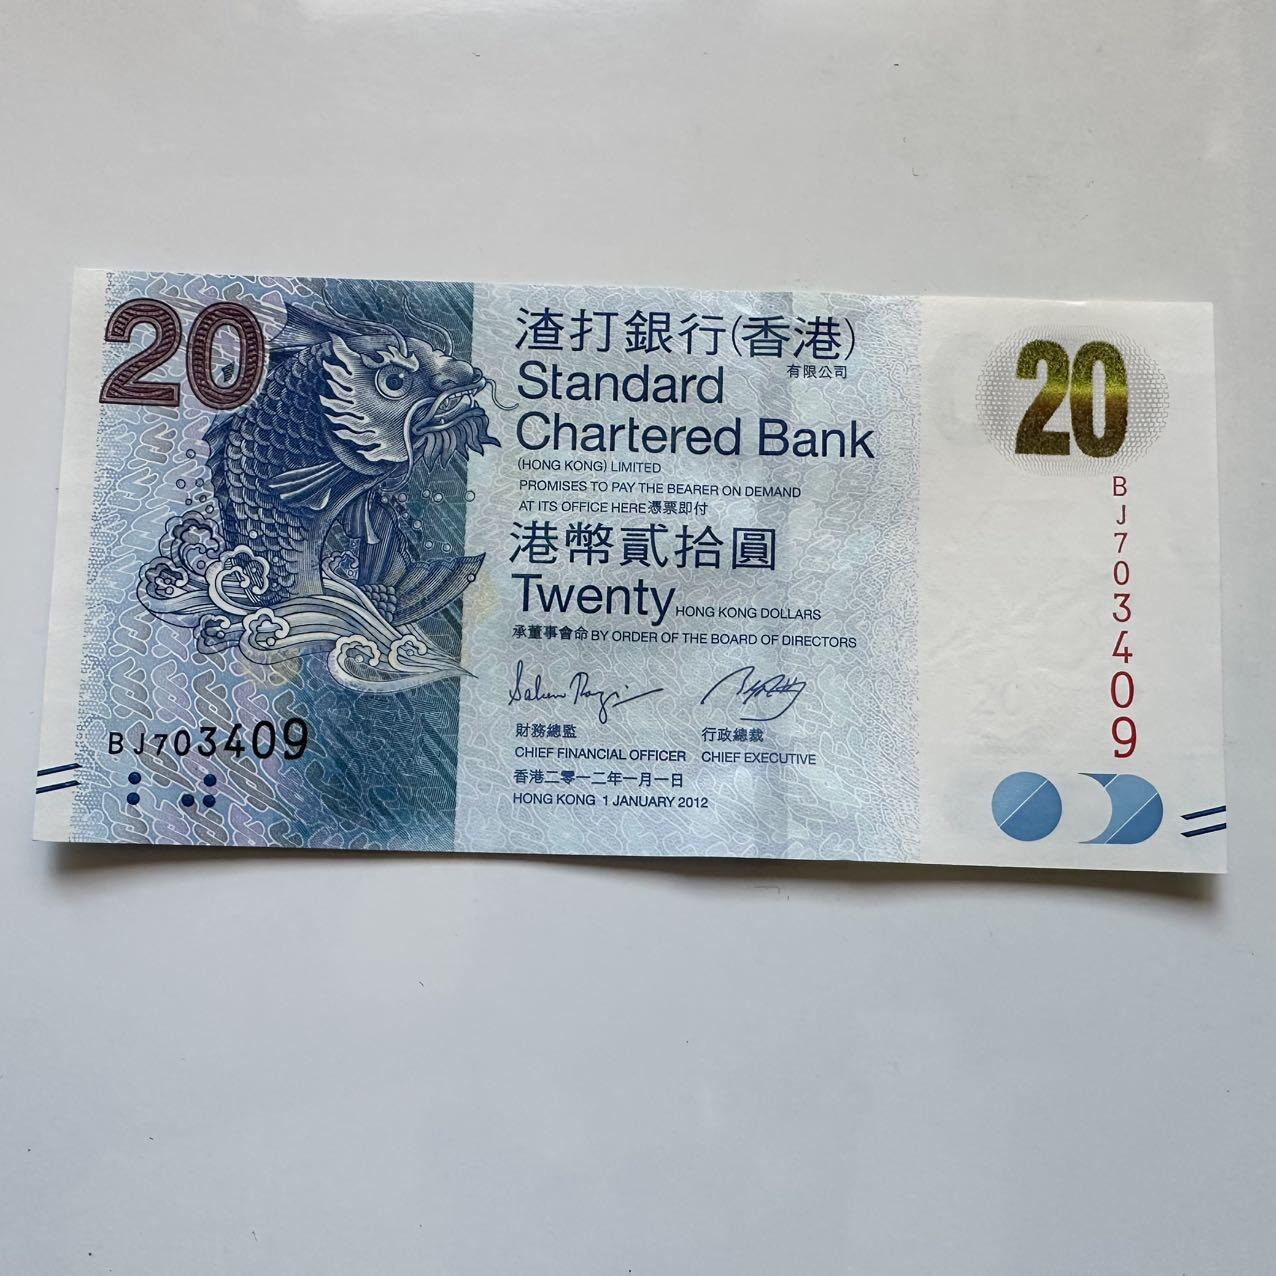 20
渣打銀行(香港)
有限公司
Standard
Chartered Bank
(HONG KONG) LIMITED
PROMISES TO PAY THE BEARER ON DEMAND
AT ITS OFFICE HERE憑票即付
港幣貳拾圓
Twenty HONG KONG DOLLARS
承董事會命 BY ORDER OF THE BOARD OF DIRECTORS
財務總監 行政總裁
CHIEF FINANCIAL OFFICER CHIEF EXECUTIVE
香港二零一二年一月一日
HONG KONG 1 JANUARY 2012
BJ703409
20
BJ703409